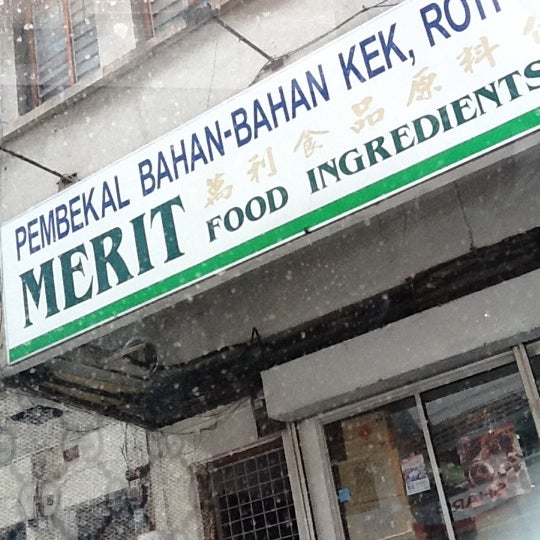 PEMBEKAL BAHAN-BAHAN KEK, ROTI
萬利食品原料
MERIT FOOD INGREDIENTS